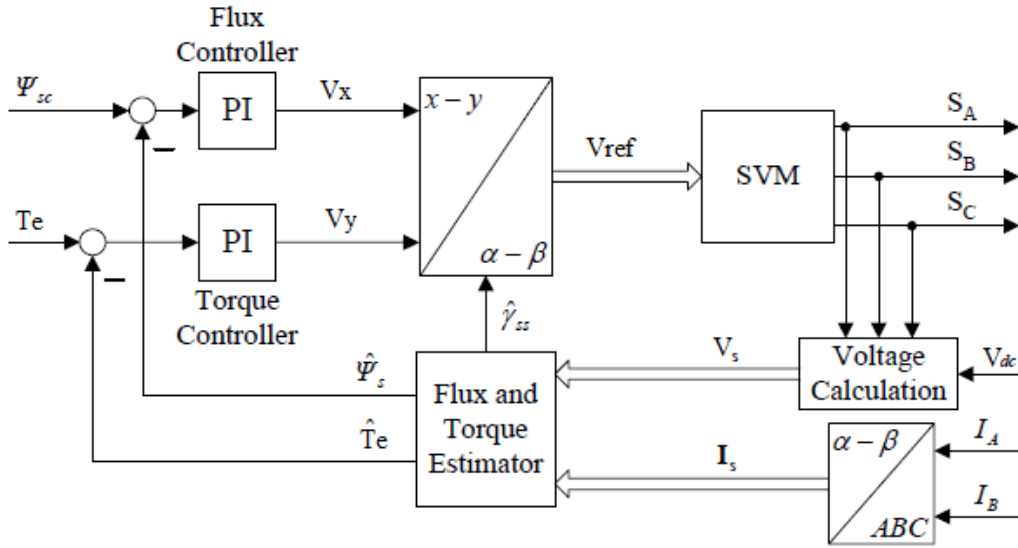 Flux
Controller
Ψsc
PI
Vx
x − y
α − β
Vref
SVM
SA
SB
SC
Te
PI
Vy
Torque
Controller
γ̂ss
Ψ̂s
T̂e
Flux and
Torque
Estimator
Vs
Voltage
Calculation
Vdc
Is
α − β
ABC
IA
IB